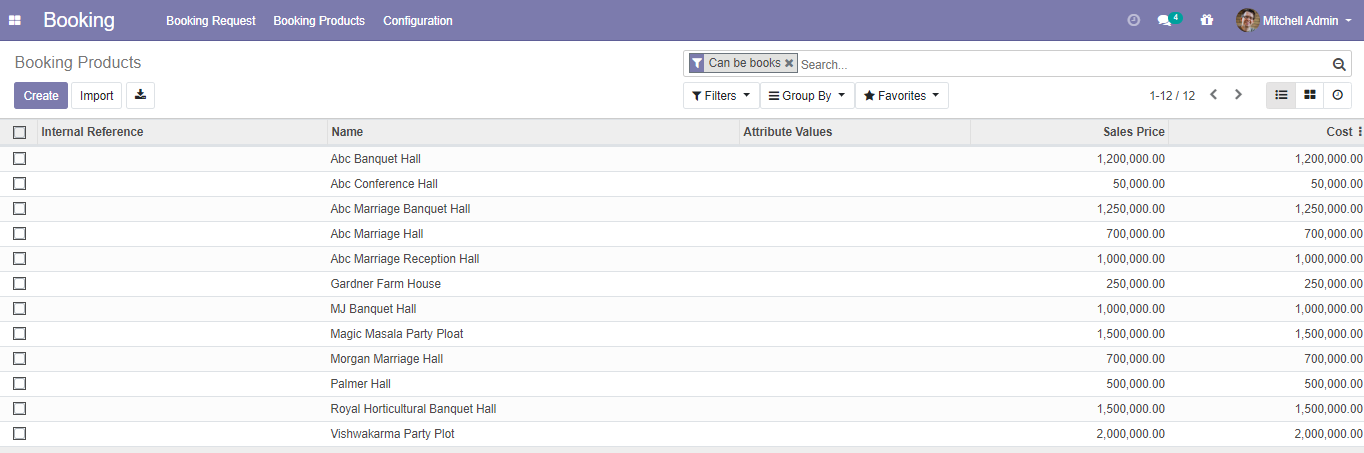 Booking Booking Request Booking Products Configuration 4 Mitchell Admin
Booking Products Can be books Search...
Create Import Filters Group By Favorites 1-12 / 12
Internal Reference Name Attribute Values Sales Price Cost
Abc Banquet Hall 1,200,000.00 1,200,000.00
Abc Conference Hall 50,000.00 50,000.00
Abc Marriage Banquet Hall 1,250,000.00 1,250,000.00
Abc Marriage Hall 700,000.00 700,000.00
Abc Marriage Reception Hall 1,000,000.00 1,000,000.00
Gardner Farm House 250,000.00 250,000.00
MJ Banquet Hall 1,000,000.00 1,000,000.00
Magic Masala Party Ploat 1,500,000.00 1,500,000.00
Morgan Marriage Hall 700,000.00 700,000.00
Palmer Hall 500,000.00 500,000.00
Royal Horticultural Banquet Hall 1,500,000.00 1,500,000.00
Vishwakarma Party Plot 2,000,000.00 2,000,000.00